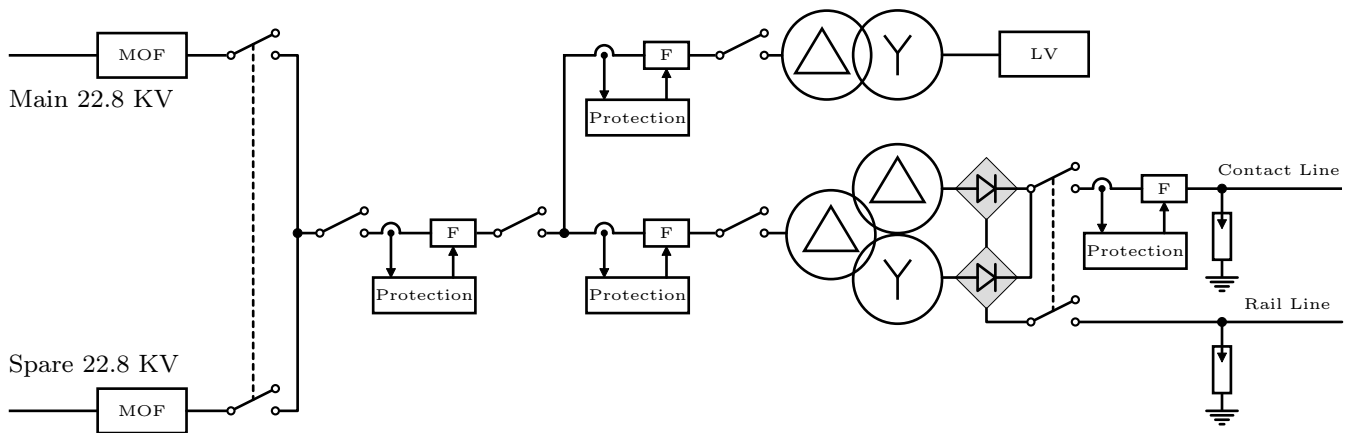 MOF
F
LV
Main 22.8 KV
Protection
Contact Line
F
F
F
Protection
Protection
Protection
Rail Line
Spare 22.8 KV
MOF